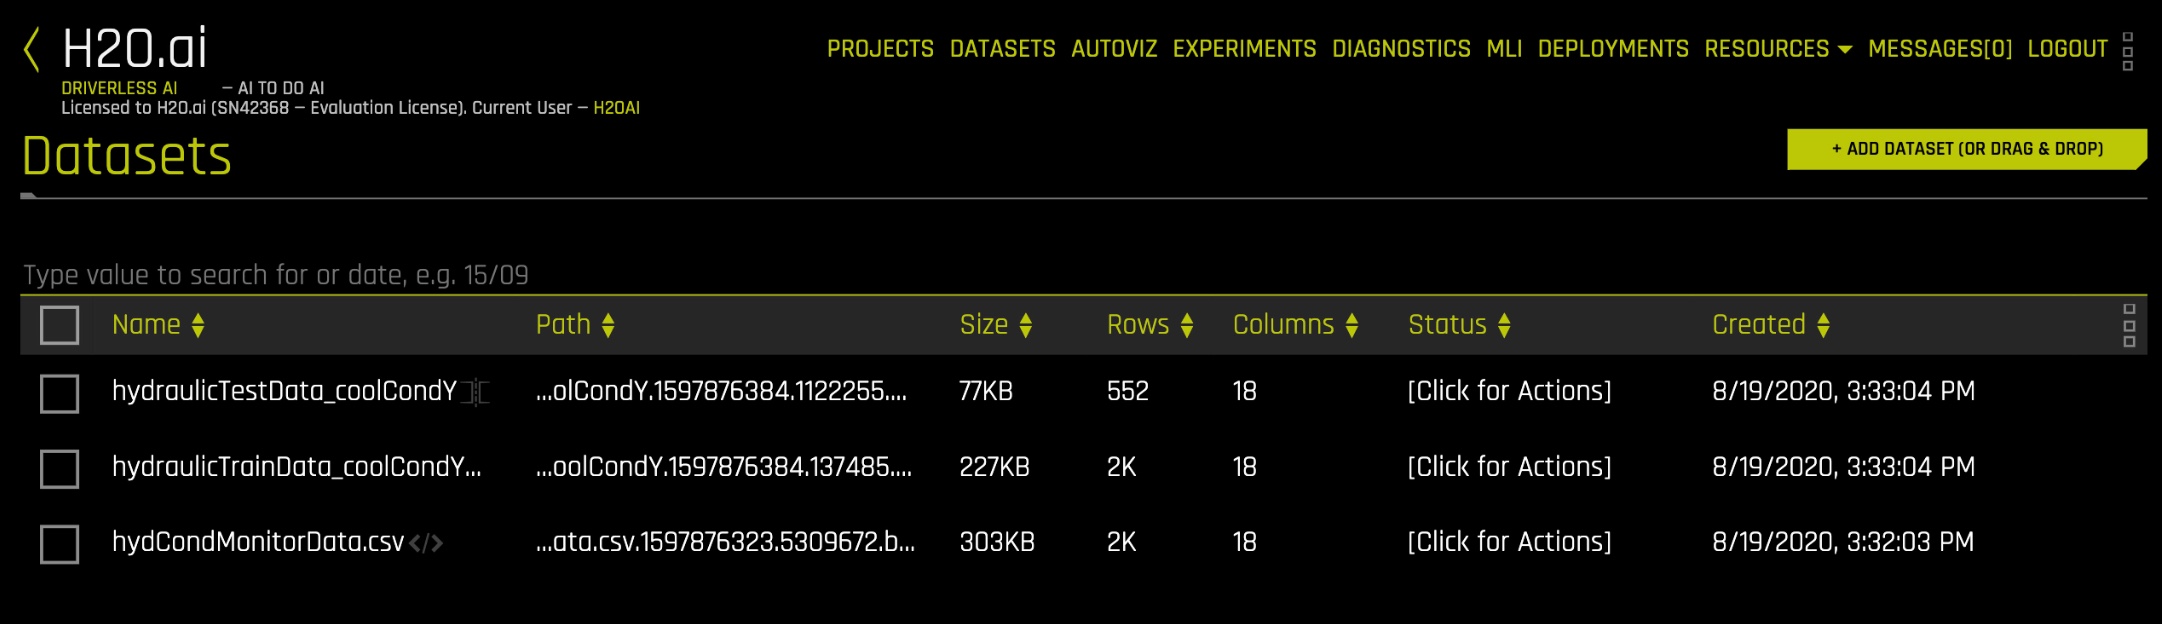 H2O.ai
PROJECTS DATASETS AUTOVIZ EXPERIMENTS DIAGNOSTICS MLI DEPLOYMENTS RESOURCES MESSAGES[0] LOGOUT
DRIVERLESS AI — AI TO DO AI
Licensed to H2O.ai (SN42368 – Evaluation License). Current User – H2OAI
Datasets
+ ADD DATASET (OR DRAG & DROP)
Type value to search for or date, e.g. 15/09
Name Path Size Rows Columns Status Created
hydraulicTestData_coolCondY ...olCondY.1597876384.1122255.... 77KB 552 18 [Click for Actions] 8/19/2020, 3:33:04 PM
hydraulicTrainData_coolCondY... ...oolCondY.1597876384.137485.... 227KB 2K 18 [Click for Actions] 8/19/2020, 3:33:04 PM
hydCondMonitorData.csv </> ...ata.csv.1597876323.5309672.b... 303KB 2K 18 [Click for Actions] 8/19/2020, 3:32:03 PM